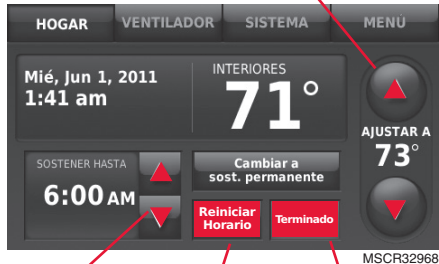 HOGAR
VENTILADOR
SISTEMA
MENÚ
Mié, Jun 1, 2011
1:41 am
INTERIORES
71°
AJUSTAR A
73°
SOSTENER HASTA
6:00 AM
Cambiar a
sost. permanente
Reiniciar
Horario
Terminado
MSCR32968